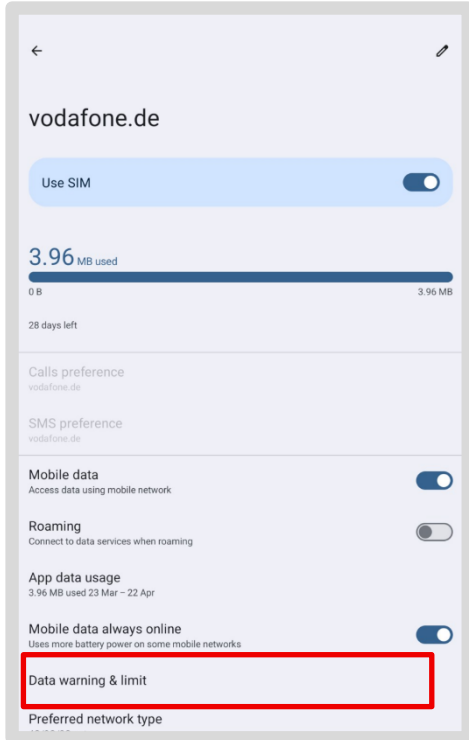 vodafone.de
Use SIM
3.96 MB used
0 B 3.96 MB
28 days left
Calls preference
vodafone.de
SMS preference
vodafone.de
Mobile data
Access data using mobile network
Roaming
Connect to data services when roaming
App data usage
3.96 MB used 23 Mar – 22 Apr
Mobile data always online
Uses more battery power on some mobile networks
Data warning & limit
Preferred network type